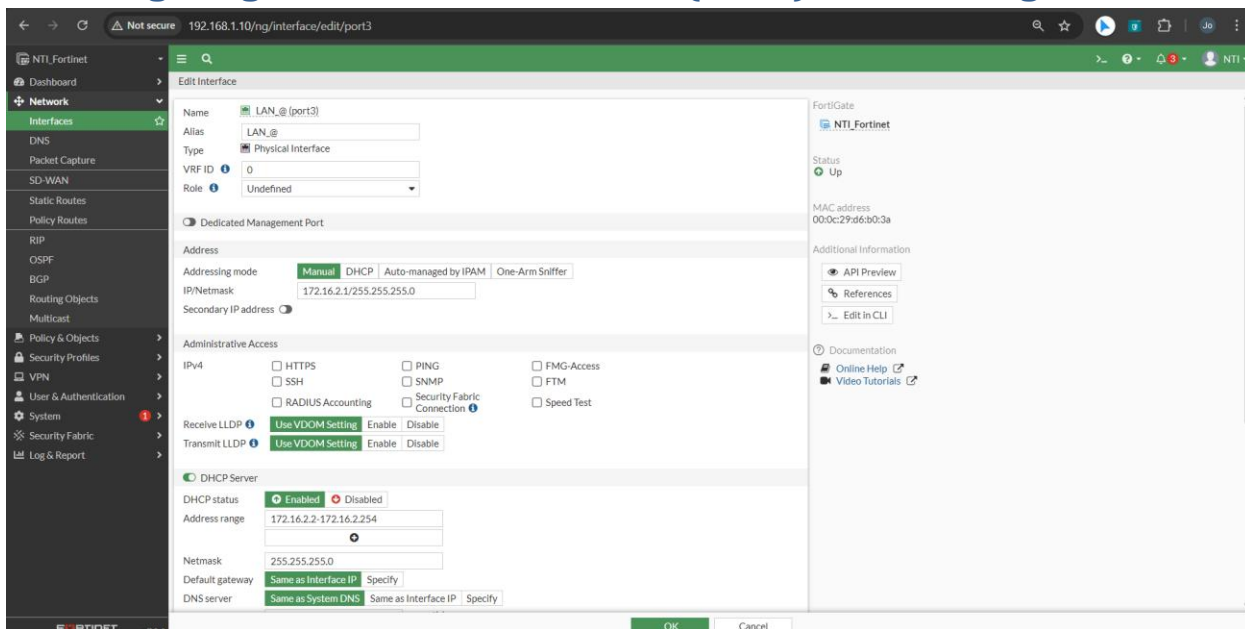 Not secure 192.168.1.10/ng/interface/edit/port3 Jo
NTI_Fortinet NTI
Dashboard
Network
Interfaces
DNS
Packet Capture
SD-WAN
Static Routes
Policy Routes
RIP
OSPF
BGP
Routing Objects
Multicast
Policy & Objects
Security Profiles
VPN
User & Authentication
System 1
Security Fabric
Log & Report
FORTINET
Edit Interface
Name LAN_@ (port3)
Alias LAN_@
Type Physical Interface
VRF ID 0
Role Undefined
Dedicated Management Port
Address
Addressing mode Manual DHCP Auto-managed by IPAM One-Arm Sniffer
IP/Netmask 172.16.2.1/255.255.255.0
Secondary IP address
Administrative Access
IPv4 HTTPS PING FMG-Access
SSH SNMP FTM
RADIUS Accounting Security Fabric Connection Speed Test
Receive LLDP Use VDOM Setting Enable Disable
Transmit LLDP Use VDOM Setting Enable Disable
DHCP Server
DHCP status Enabled Disabled
Address range 172.16.2.2-172.16.2.254
Netmask 255.255.255.0
Default gateway Same as Interface IP Specify
DNS server Same as System DNS Same as Interface IP Specify
OK Cancel
3
FortiGate
NTI_Fortinet
Status
Up
MAC address
00:0c:29:d6:b0:3a
Additional Information
API Preview
References
>_ Edit in CLI
Documentation
Online Help
Video Tutorials